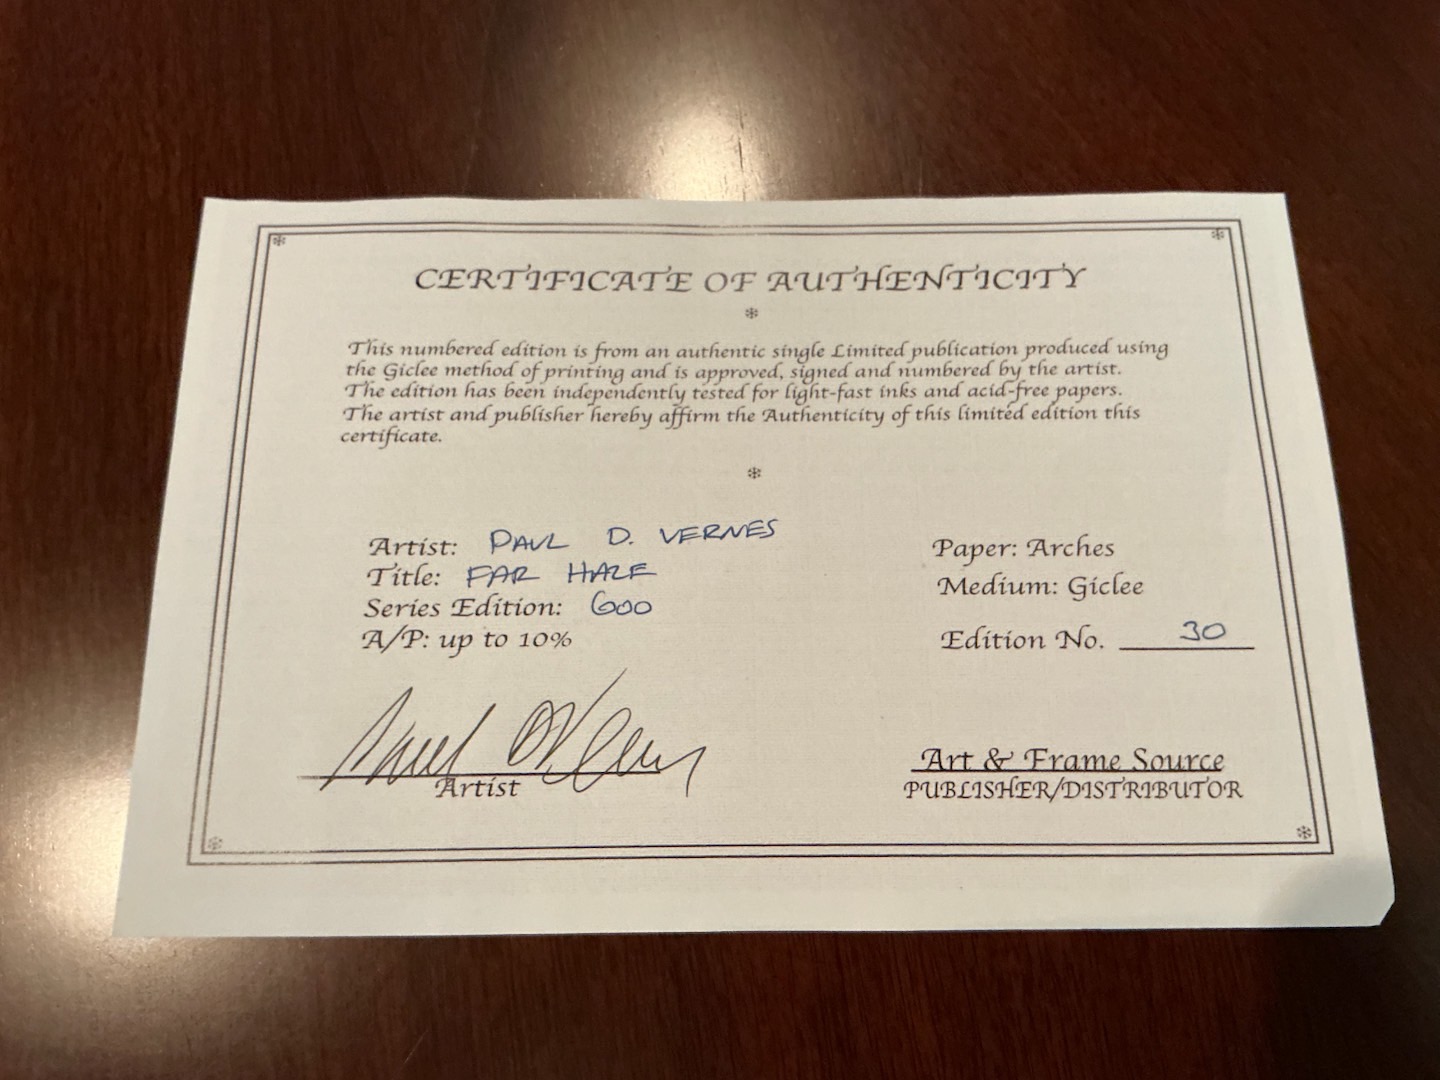 CERTIFICATE OF AUTHENTICITY
This numbered edition is from an authentic single Limited publication produced using
the Giclee method of printing and is approved, signed and numbered by the artist.
The edition has been independently tested for light-fast inks and acid-free papers.
The artist and publisher hereby affirm the Authenticity of this limited edition this
certificate.
Artist: PAUL D. VERNES
Title: FAR HAZE
Series Edition: 600
A/P: up to 10%
Paper: Arches
Medium: Giclee
Edition No. 30
Artist
Art & Frame Source
PUBLISHER/DISTRIBUTOR